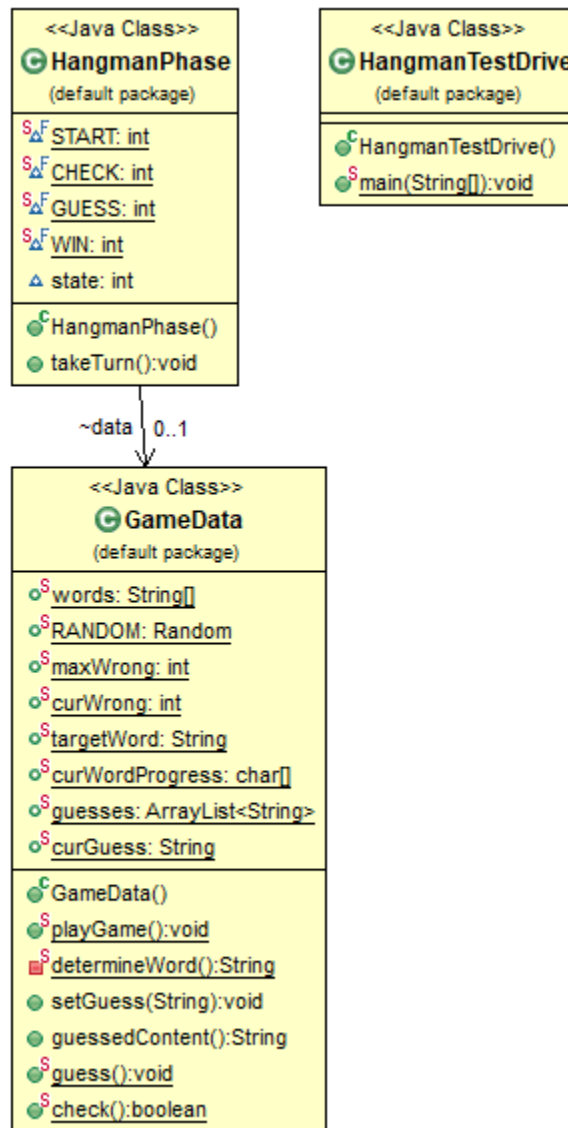 <<Java Class>>
HangmanPhase
(default package)
START: int
CHECK: int
GUESS: int
WIN: int
state: int
HangmanPhase()
takeTurn():void
<<Java Class>>
HangmanTestDrive
(default package)
HangmanTestDrive()
main(String[]):void
~data 0..1
<<Java Class>>
GameData
(default package)
words: String[]
RANDOM: Random
maxWrong: int
curWrong: int
targetWord: String
curWordProgress: char[]
guesses: ArrayList<String>
curGuess: String
GameData()
playGame():void
determineWord():String
setGuess(String):void
guessedContent():String
guess():void
check():boolean